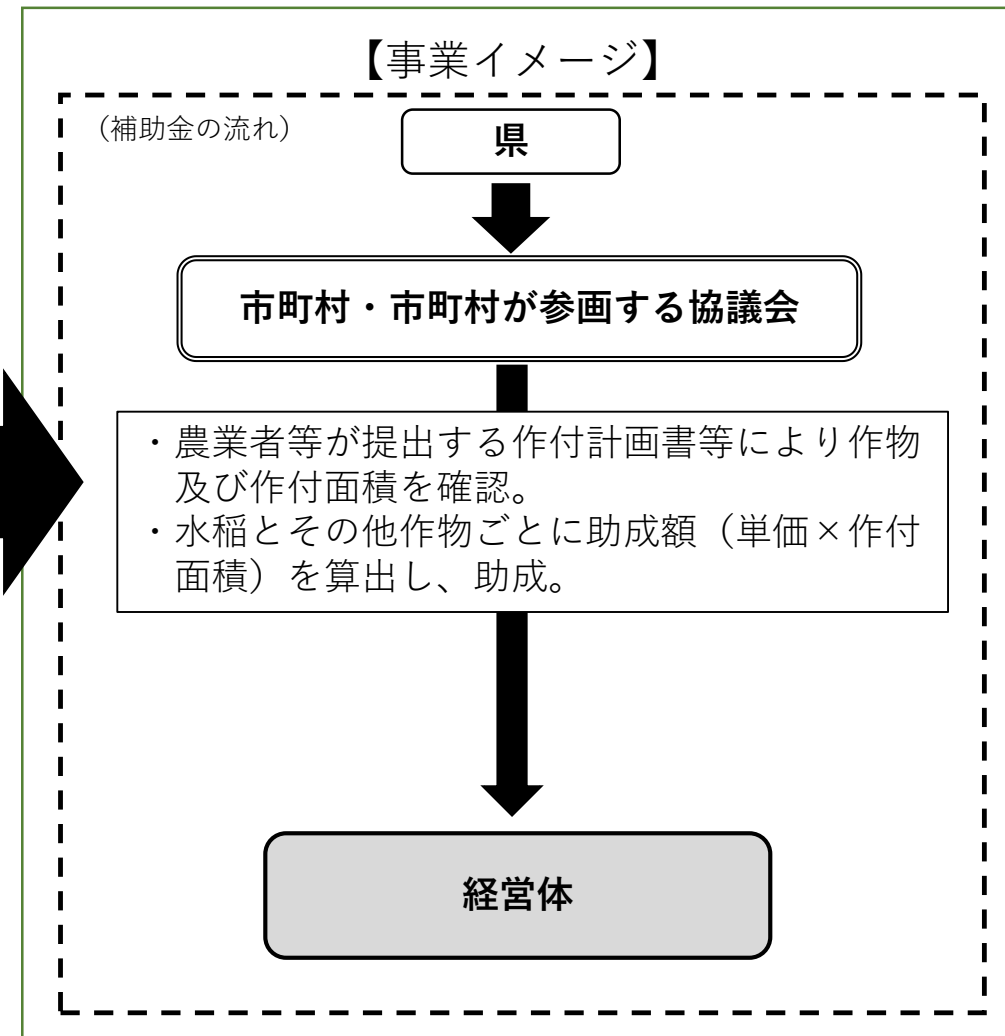 【事業イメージ】
（補助金の流れ）
県
市町村・市町村が参画する協議会
・農業者等が提出する作付計画書等により作物
及び作付面積を確認。
・水稲とその他作物ごとに助成額（単価×作付
面積）を算出し、助成。
経営体